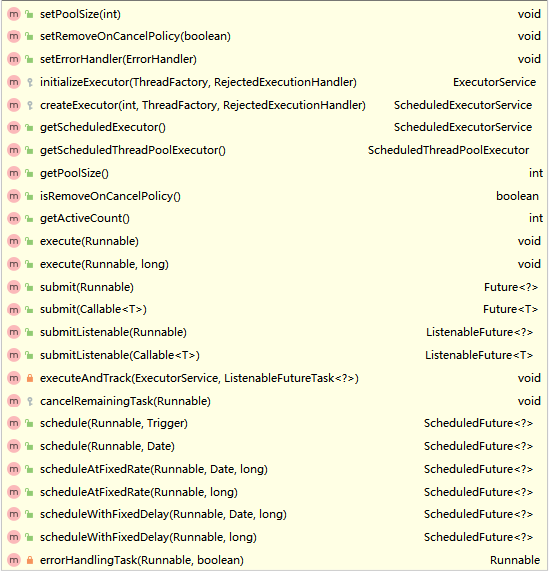 m setPoolSize(int) void
m setRemoveOnCancelPolicy(boolean) void
m setErrorHandler(ErrorHandler) void
m initializeExecutor(ThreadFactory, RejectedExecutionHandler) ExecutorService
m createExecutor(int, ThreadFactory, RejectedExecutionHandler) ScheduledExecutorService
m getScheduledExecutor() ScheduledExecutorService
m getScheduledThreadPoolExecutor() ScheduledThreadPoolExecutor
m getPoolSize() int
m isRemoveOnCancelPolicy() boolean
m getActiveCount() int
m execute(Runnable) void
m execute(Runnable, long) void
m submit(Runnable) Future<?>
m submit(Callable<T>) Future<T>
m submitListenable(Runnable) ListenableFuture<?>
m submitListenable(Callable<T>) ListenableFuture<T>
m executeAndTrack(ExecutorService, ListenableFutureTask<?>) void
m cancelRemainingTask(Runnable) void
m schedule(Runnable, Trigger) ScheduledFuture<?>
m schedule(Runnable, Date) ScheduledFuture<?>
m scheduleAtFixedRate(Runnable, Date, long) ScheduledFuture<?>
m scheduleAtFixedRate(Runnable, long) ScheduledFuture<?>
m scheduleWithFixedDelay(Runnable, Date, long) ScheduledFuture<?>
m scheduleWithFixedDelay(Runnable, long) ScheduledFuture<?>
m errorHandlingTask(Runnable, boolean) Runnable